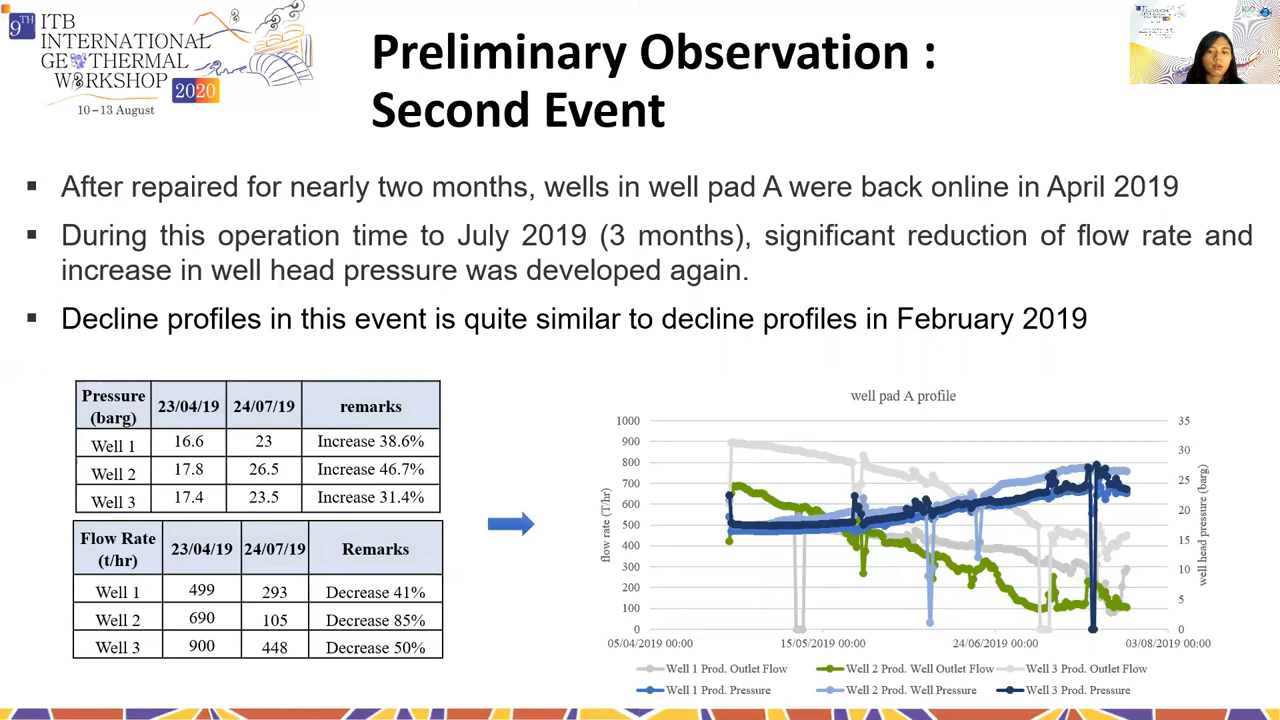 9TH ITB
INTERNATIONAL
GEOTHERMAL
WORKSHOP
2020
10 – 13 August
Preliminary Observation :
Second Event
▪ After repaired for nearly two months, wells in well pad A were back online in April 2019
▪ During this operation time to July 2019 (3 months), significant reduction of flow rate and
increase in well head pressure was developed again.
▪ Decline profiles in this event is quite similar to decline profiles in February 2019
Pressure (barg) 23/04/19 24/07/19 remarks
Well 1 16.6 23 Increase 38.6%
Well 2 17.8 26.5 Increase 46.7%
Well 3 17.4 23.5 Increase 31.4%
Flow Rate (t/hr) 23/04/19 24/07/19 Remarks
Well 1 499 293 Decrease 41%
Well 2 690 105 Decrease 85%
Well 3 900 448 Decrease 50%
well pad A profile
1000 35
900 30
800 25
700 20
600 15
500 10
400 5
300 0
200
100
0
flow rate (T/hr)
well head pressure (barg)
05/04/2019 00:00 15/05/2019 00:00 24/06/2019 00:00 03/08/2019 00:00
Well 1 Prod. Outlet Flow Well 2 Prod. Well Outlet Flow Well 3 Prod. Outlet Flow
Well 1 Prod. Pressure Well 2 Prod. Well Pressure Well 3 Prod. Pressure